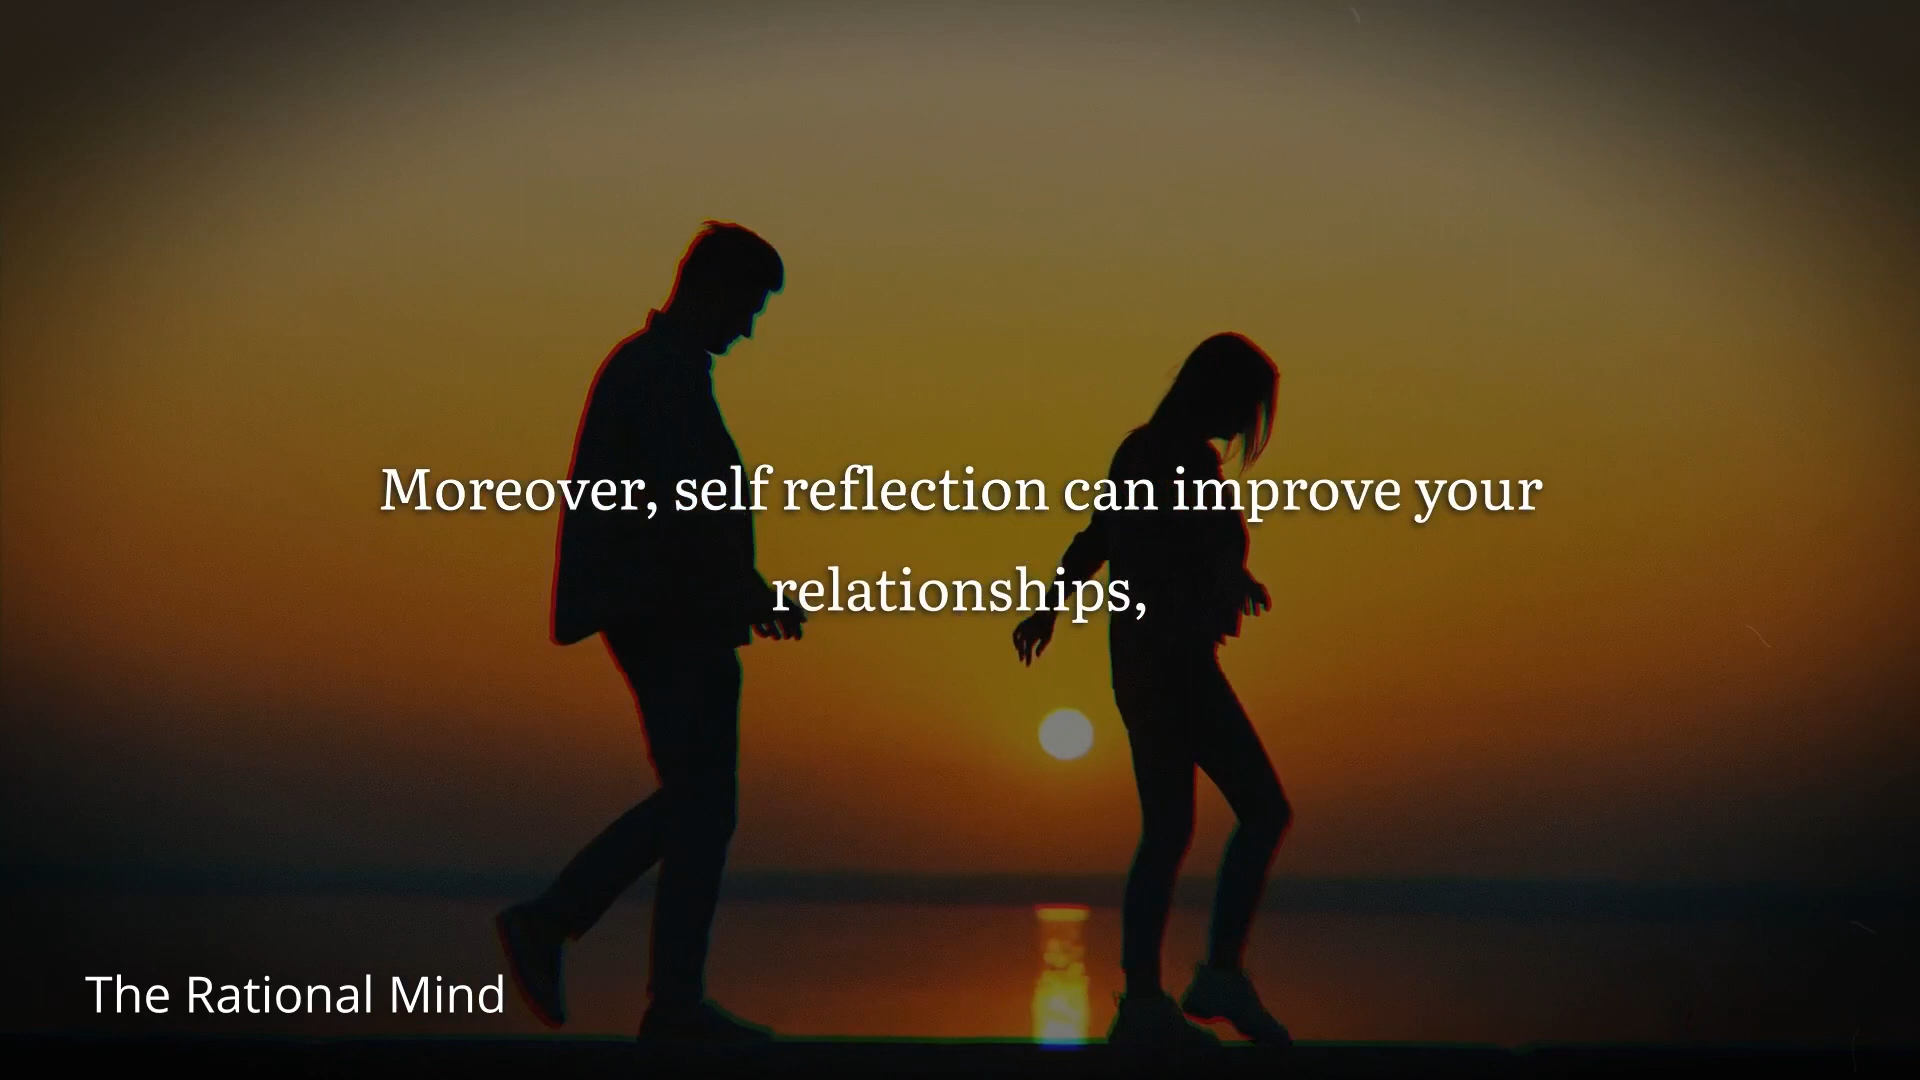 Moreover, self reflection can improve your
relationships,
The Rational Mind